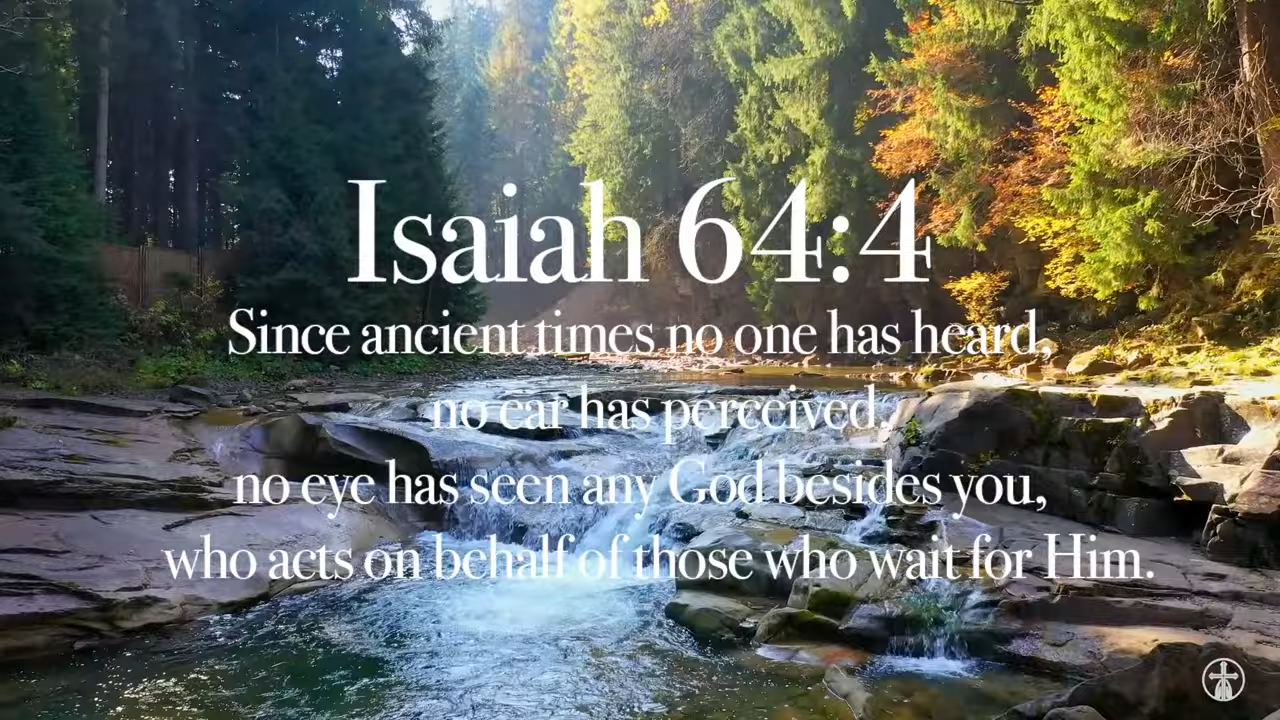 Isaiah 64:4
Since ancient times no one has heard,
no ear has perceived,
no eye has seen any God besides you,
who acts on behalf of those who wait for Him.